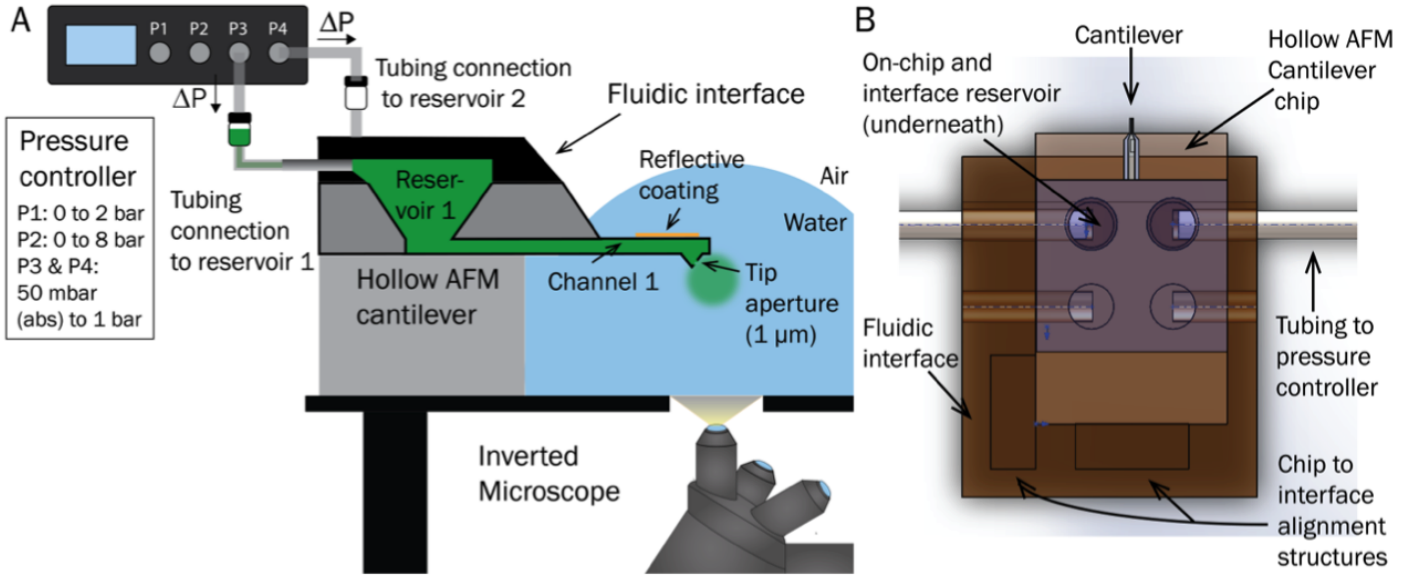 A
P1 P2 P3 P4
ΔP
ΔP
Tubing connection
to reservoir 2
Fluidic interface
Pressure
controller
P1: 0 to 2 bar
P2: 0 to 8 bar
P3 & P4:
50 mbar
(abs) to 1 bar
Tubing
connection
to reservoir 1
Reser-
voir 1
Reflective
coating
Air
Water
Channel 1
Tip
aperture
(1 μm)
Hollow AFM
cantilever
Inverted
Microscope
B
Cantilever
On-chip and
interface reservoir
(underneath)
Hollow AFM
Cantilever
chip
Fluidic
interface
Tubing to
pressure
controller
Chip to
interface
alignment
structures